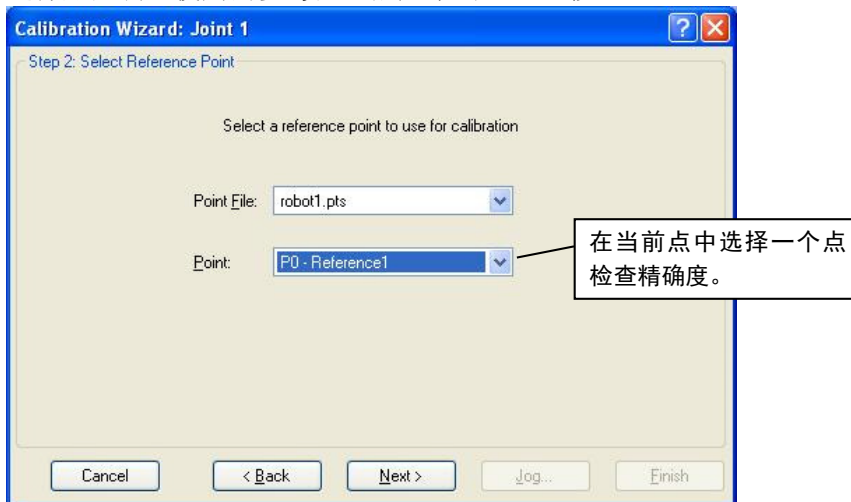 Calibration Wizard: Joint 1
Step 2: Select Reference Point
Select a reference point to use for calibration
Point File: robot1.pts
在当前点中选择一个点
检查精确度。
Point: P0 - Reference1
Cancel < Back Next > Jog... Finish